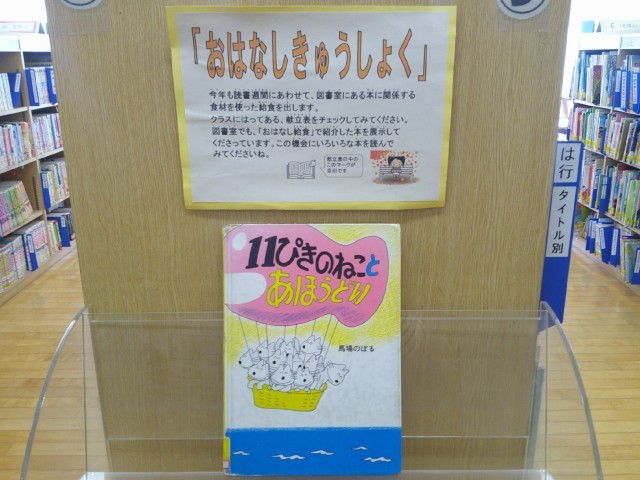 「おはなしきゅうしょく」
今年も読書週間にあわせて、図書室にある本に関係する
食材を使った給食を出します。
クラスにはってある、献立表をチェックしてみてください。
図書室でも、「おはなし給食」で紹介した本を展示して
くださっています。この機会にいろいろな本を読んで
みてくださいね。
献立表の中の
このマークが
目印です
11ぴきのねこと
あほうどり
馬場のぼる
は行
タイトル別